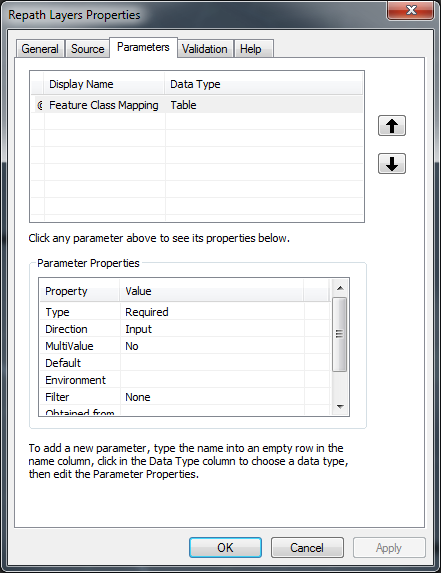 Repath Layers Properties
General Source Parameters Validation Help
Display Name Data Type
Feature Class Mapping Table
Click any parameter above to see its properties below.
Parameter Properties
Property Value
Type Required
Direction Input
MultiValue No
Default
Environment
Filter None
Obtained from
To add a new parameter, type the name into an empty row in the
name column, click in the Data Type column to choose a data type,
then edit the Parameter Properties.
OK Cancel Apply